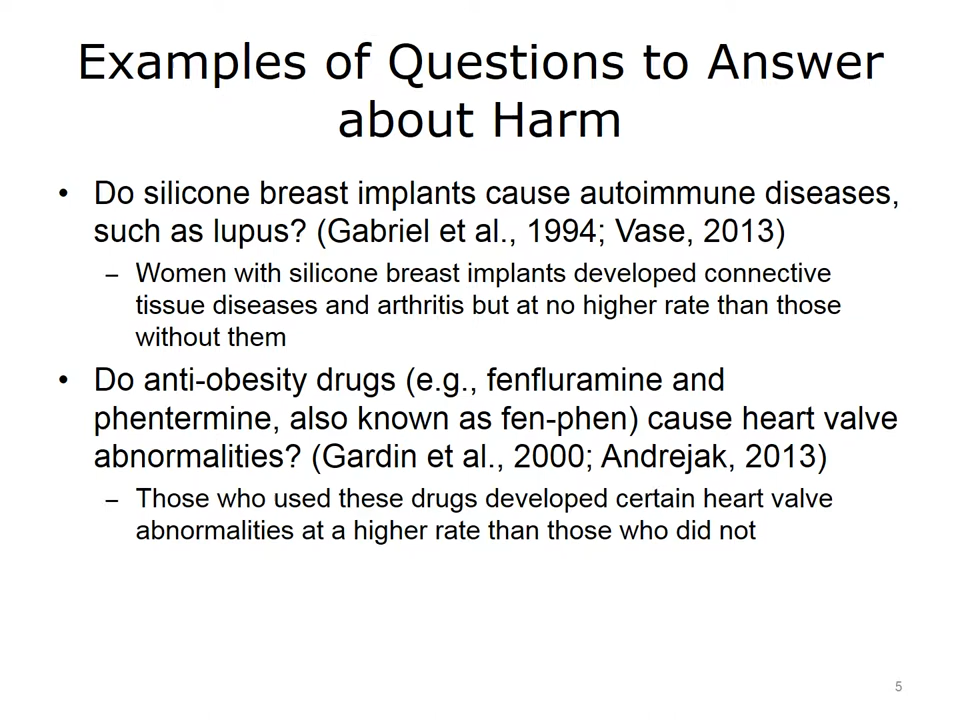 Examples of Questions to Answer
about Harm
• Do silicone breast implants cause autoimmune diseases,
such as lupus? (Gabriel et al., 1994; Vase, 2013)
– Women with silicone breast implants developed connective
tissue diseases and arthritis but at no higher rate than those
without them
• Do anti-obesity drugs (e.g., fenfluramine and
phentermine, also known as fen-phen) cause heart valve
abnormalities? (Gardin et al., 2000; Andrejak, 2013)
– Those who used these drugs developed certain heart valve
abnormalities at a higher rate than those who did not
5